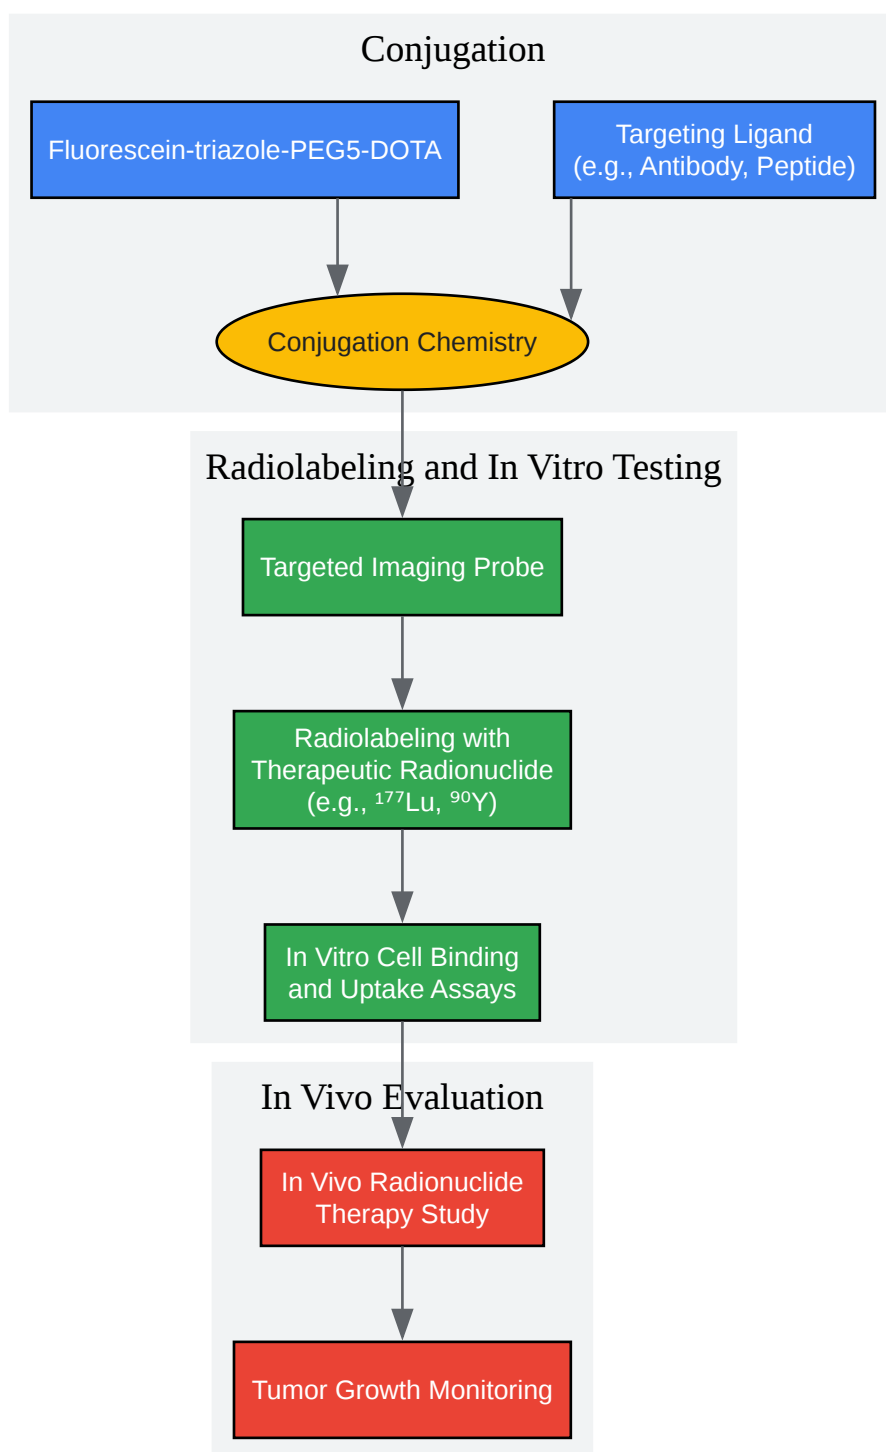 Conjugation
Fluorescein-triazole-PEG5-DOTA
Targeting Ligand
(e.g., Antibody, Peptide)
Conjugation Chemistry
Radiolabeling and In Vitro Testing
Targeted Imaging Probe
Radiolabeling with
Therapeutic Radionuclide
(e.g., ¹⁷⁷Lu, ⁹⁰Y)
In Vitro Cell Binding
and Uptake Assays
In Vivo Evaluation
In Vivo Radionuclide
Therapy Study
Tumor Growth Monitoring